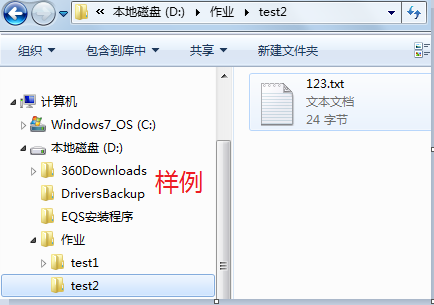 « 本地磁盘 (D:) ▸ 作业 ▸ test2
组织 包含到库中 共享 新建文件夹
计算机
Windows7_OS (C:)
本地磁盘 (D:)
360Downloads
DriversBackup
EQS安装程序
作业
test1
test2
样例
123.txt
文本文档
24 字节